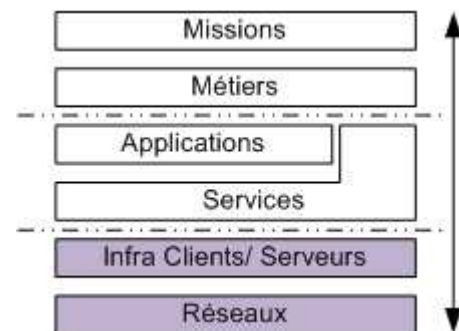 Missions
Métiers
Applications
Services
Infra Clients/ Serveurs
Réseaux